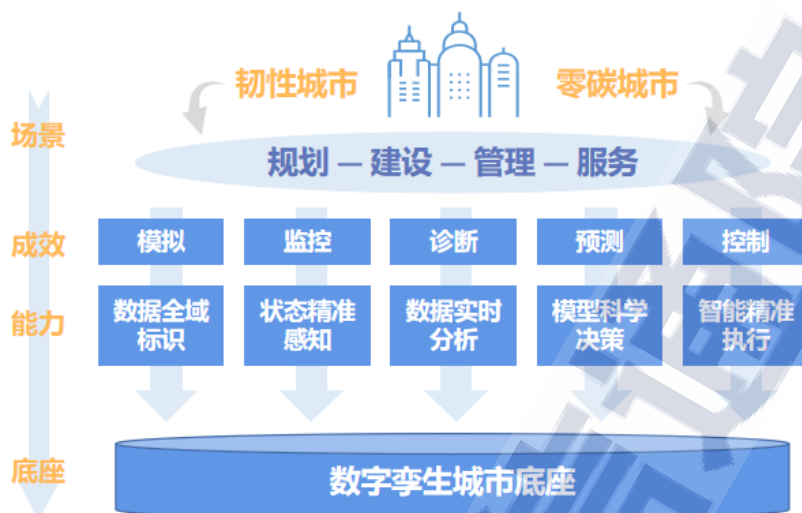 韧性城市
零碳城市
场景
规划 — 建设 — 管理 — 服务
成效
模拟
监控
诊断
预测
控制
能力
数据全域
标识
状态精准
感知
数据实时
分析
模型科学
决策
智能精准
执行
底座
数字孪生城市底座